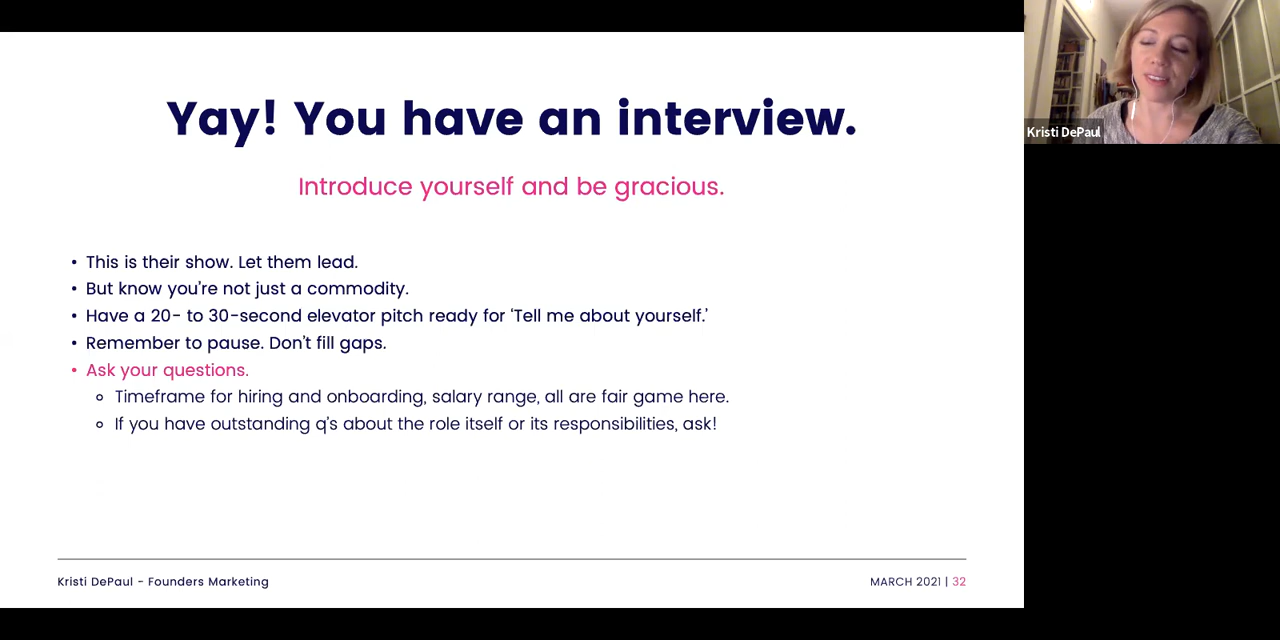 Yay! You have an interview.
Introduce yourself and be gracious.
• This is their show. Let them lead.
• But know you're not just a commodity.
• Have a 20- to 30-second elevator pitch ready for ‘Tell me about yourself.’
• Remember to pause. Don't fill gaps.
• Ask your questions.
○ Timeframe for hiring and onboarding, salary range, all are fair game here.
○ If you have outstanding q's about the role itself or its responsibilities, ask!
Kristi DePaul - Founders Marketing
MARCH 2021 | 32
Kristi DePaul